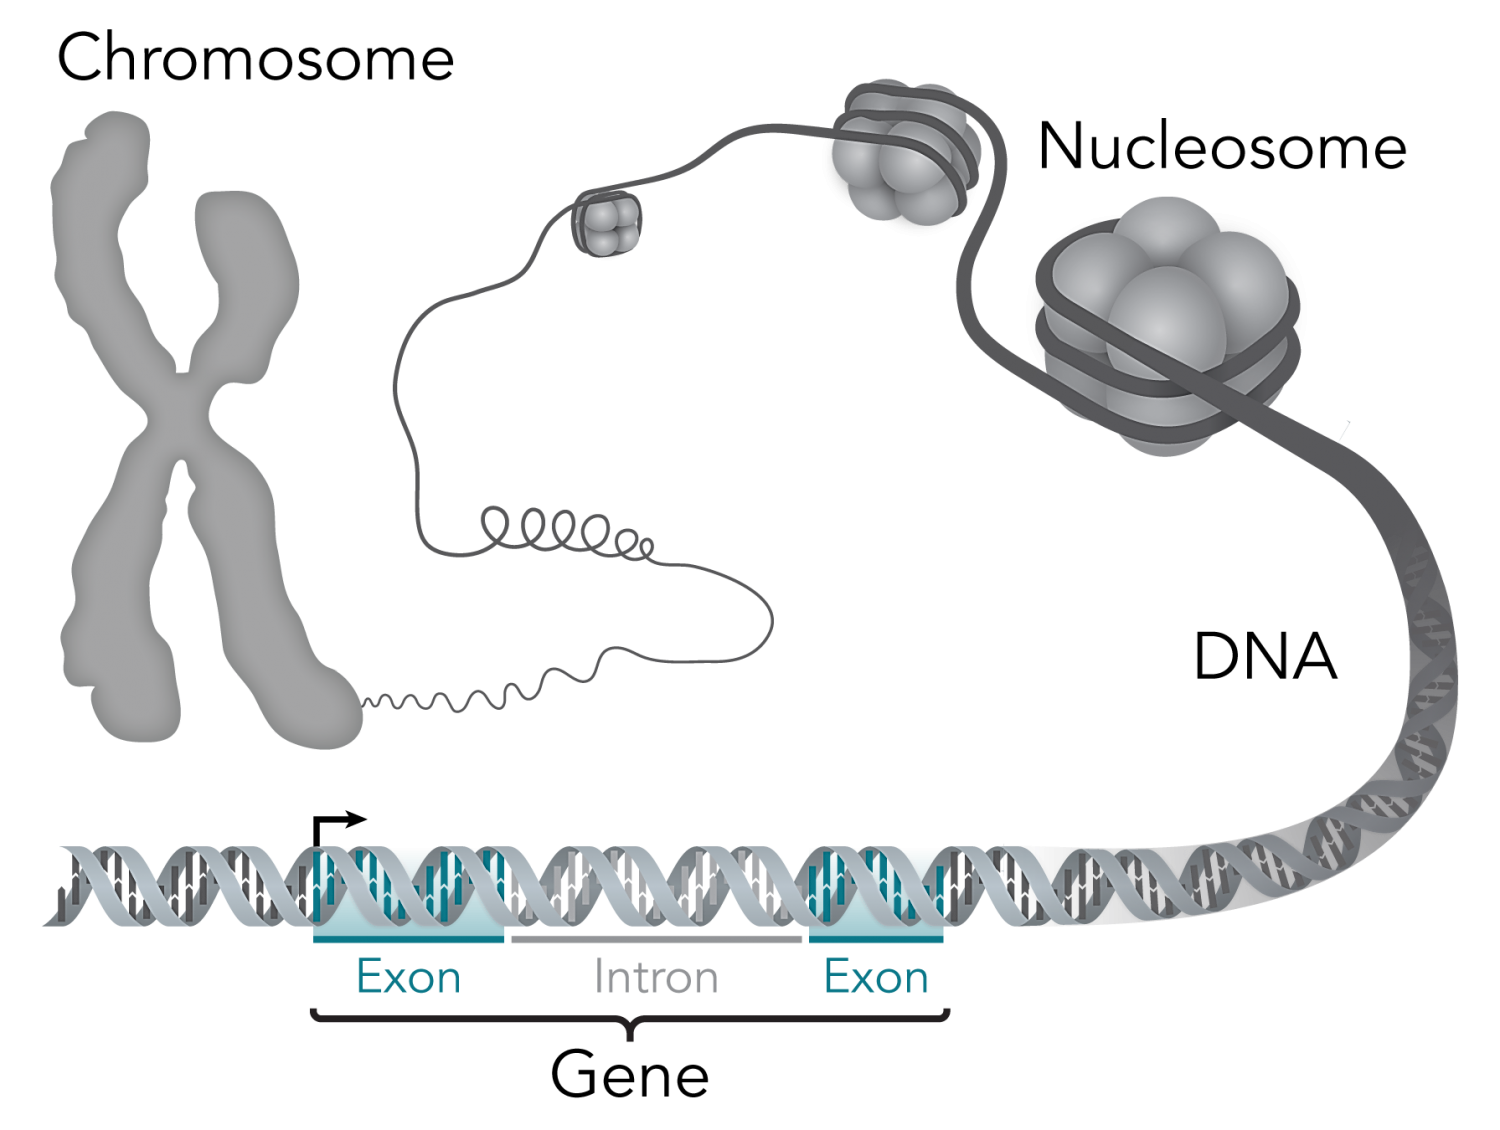 Chromosome
Nucleosome
DNA
Exon
Intron
Exon
Gene